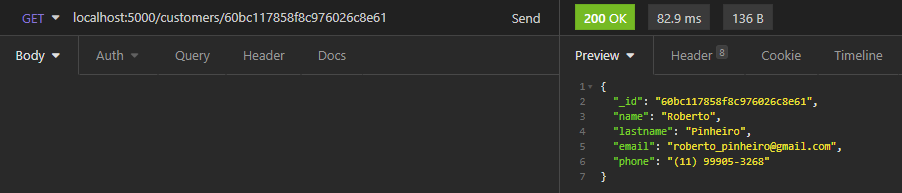 GET localhost:5000/customers/60bc117858f8c976026c8e61 Send 200 OK 82.9 ms 136 B
Body Auth Query Header Docs Preview Header 8 Cookie Timeline
1 {
2 "_id": "60bc117858f8c976026c8e61",
3 "name": "Roberto",
4 "lastname": "Pinheiro",
5 "email": "roberto_pinheiro@gmail.com",
6 "phone": "(11) 99905-3268"
7 }